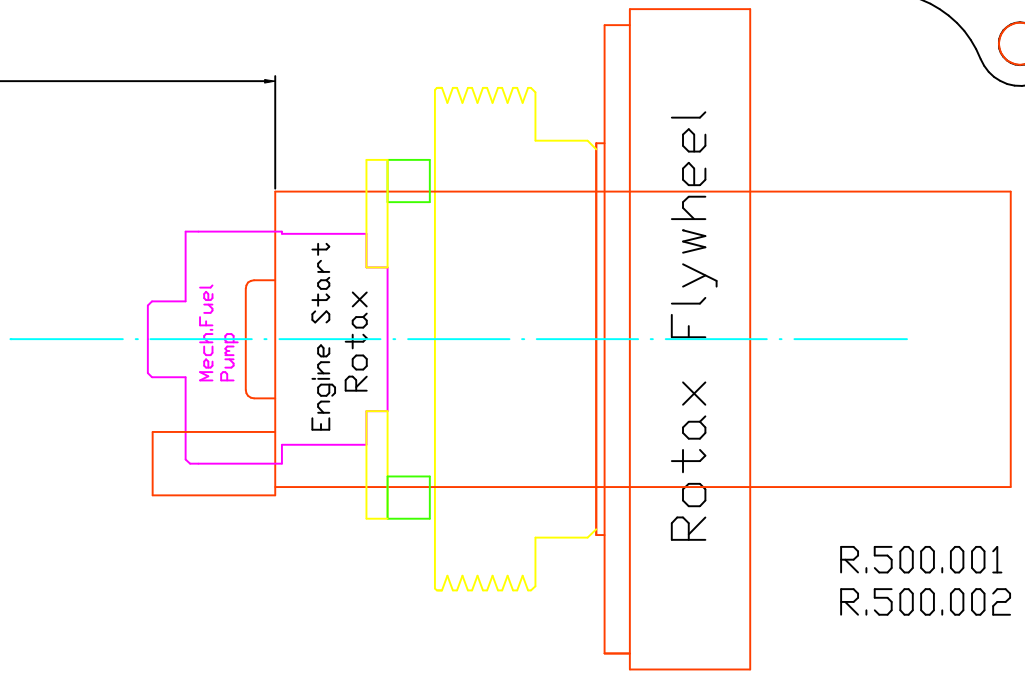 Mech.Fuel
Pump
Engine Start
Rotax
Rotax Flywheel
R.500.001
R.500.002